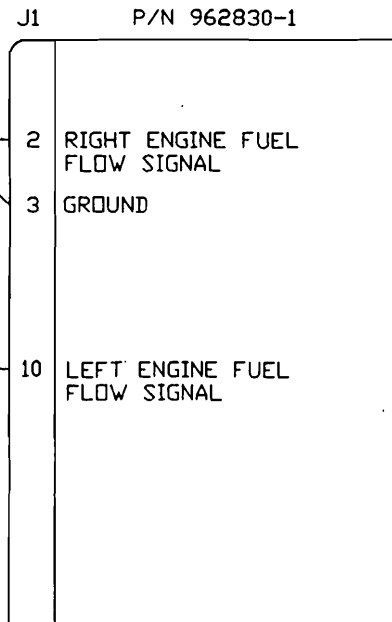 J1 P/N 962830-1
2 RIGHT ENGINE FUEL
FLOW SIGNAL
3 GROUND
10 LEFT ENGINE FUEL
FLOW SIGNAL